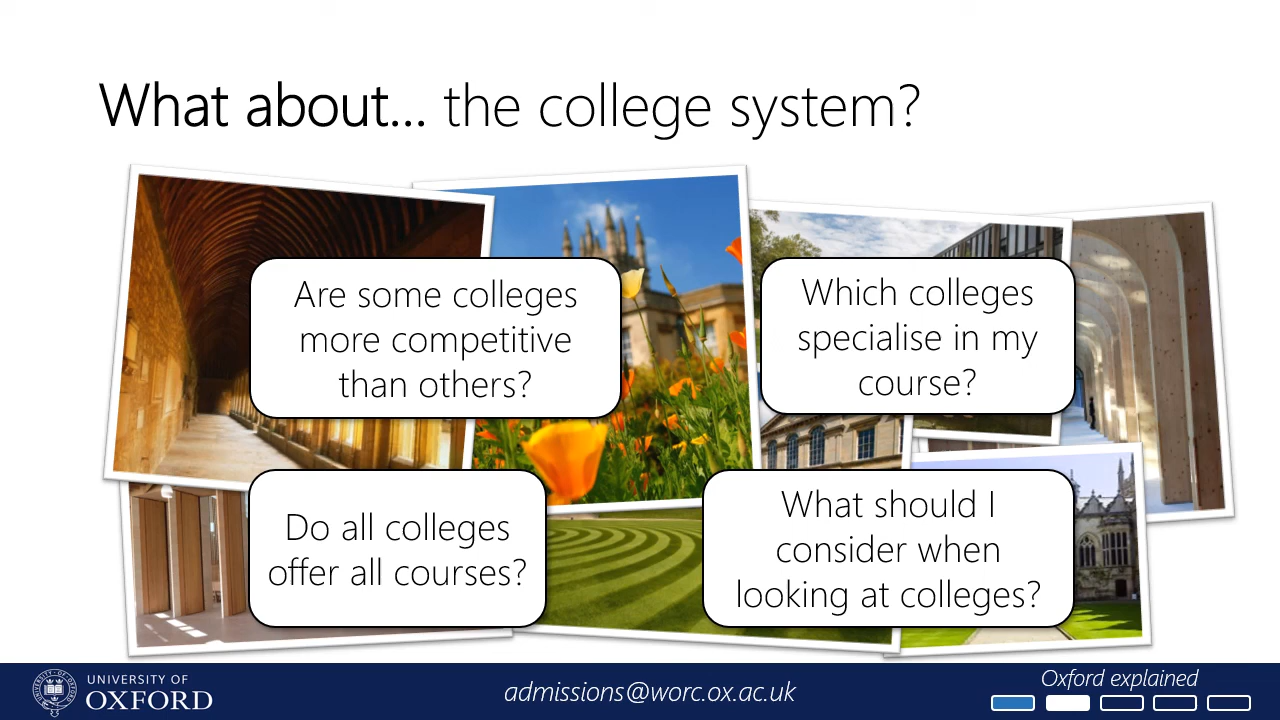 What about... the college system?
Are some colleges
more competitive
than others?
Which colleges
specialise in my
course?
Do all colleges
offer all courses?
What should I
consider when
looking at colleges?
UNIVERSITY OF
OXFORD
admissions@worc.ox.ac.uk
Oxford explained